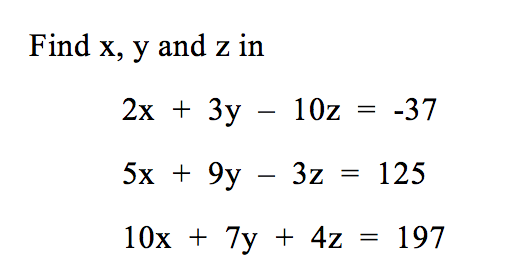 Find x, y and z in
2x + 3y – 10z = -37
5x + 9y – 3z = 125
10x + 7y + 4z = 197